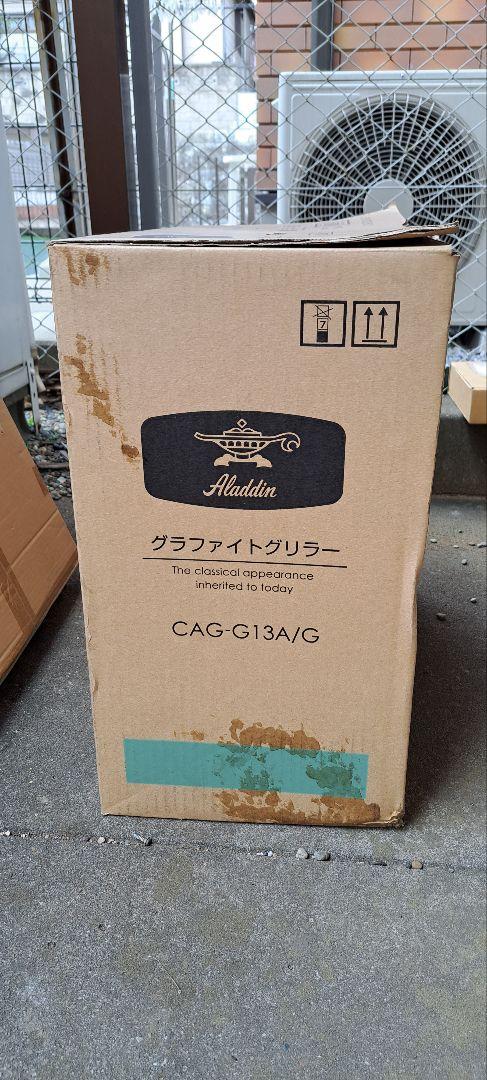 7
Aladdin
グラファイトグリラー
The classical appearance
inherited to today
CAG-G13A/G